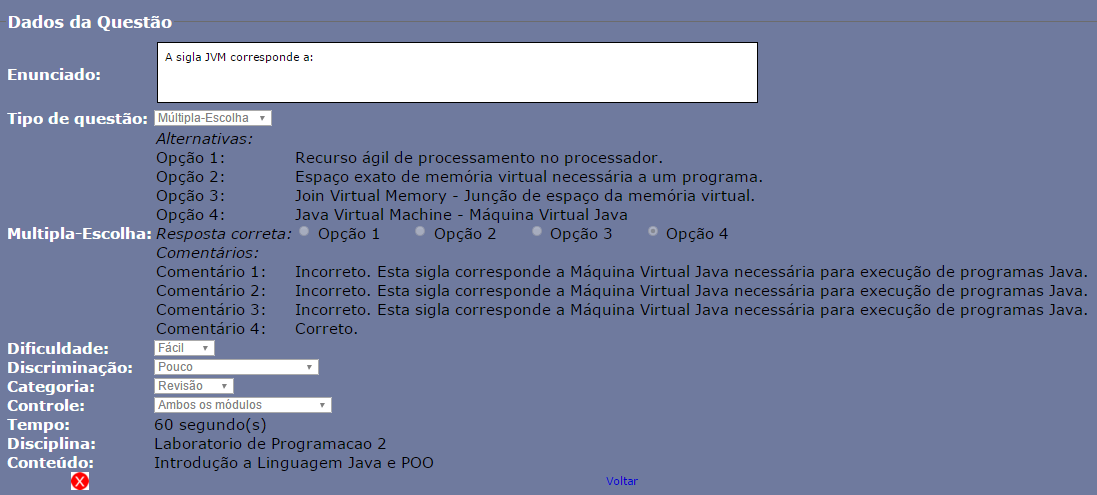 Dados da Questão
Enunciado: A sigla JVM corresponde a:
Tipo de questão: Múltipla-Escolha
Alternativas:
Opção 1: Recurso ágil de processamento no processador.
Opção 2: Espaço exato de memória virtual necessária a um programa.
Opção 3: Join Virtual Memory - Junção de espaço da memória virtual.
Opção 4: Java Virtual Machine - Máquina Virtual Java
Multipla-Escolha: Resposta correta: Opção 1 Opção 2 Opção 3 Opção 4
Comentários:
Comentário 1: Incorreto. Esta sigla corresponde a Máquina Virtual Java necessária para execução de programas Java.
Comentário 2: Incorreto. Esta sigla corresponde a Máquina Virtual Java necessária para execução de programas Java.
Comentário 3: Incorreto. Esta sigla corresponde a Máquina Virtual Java necessária para execução de programas Java.
Comentário 4: Correto.
Dificuldade: Fácil
Discriminação: Pouco
Categoria: Revisão
Controle: Ambos os módulos
Tempo: 60 segundo(s)
Disciplina: Laboratorio de Programacao 2
Conteúdo: Introdução a Linguagem Java e POO
X Voltar